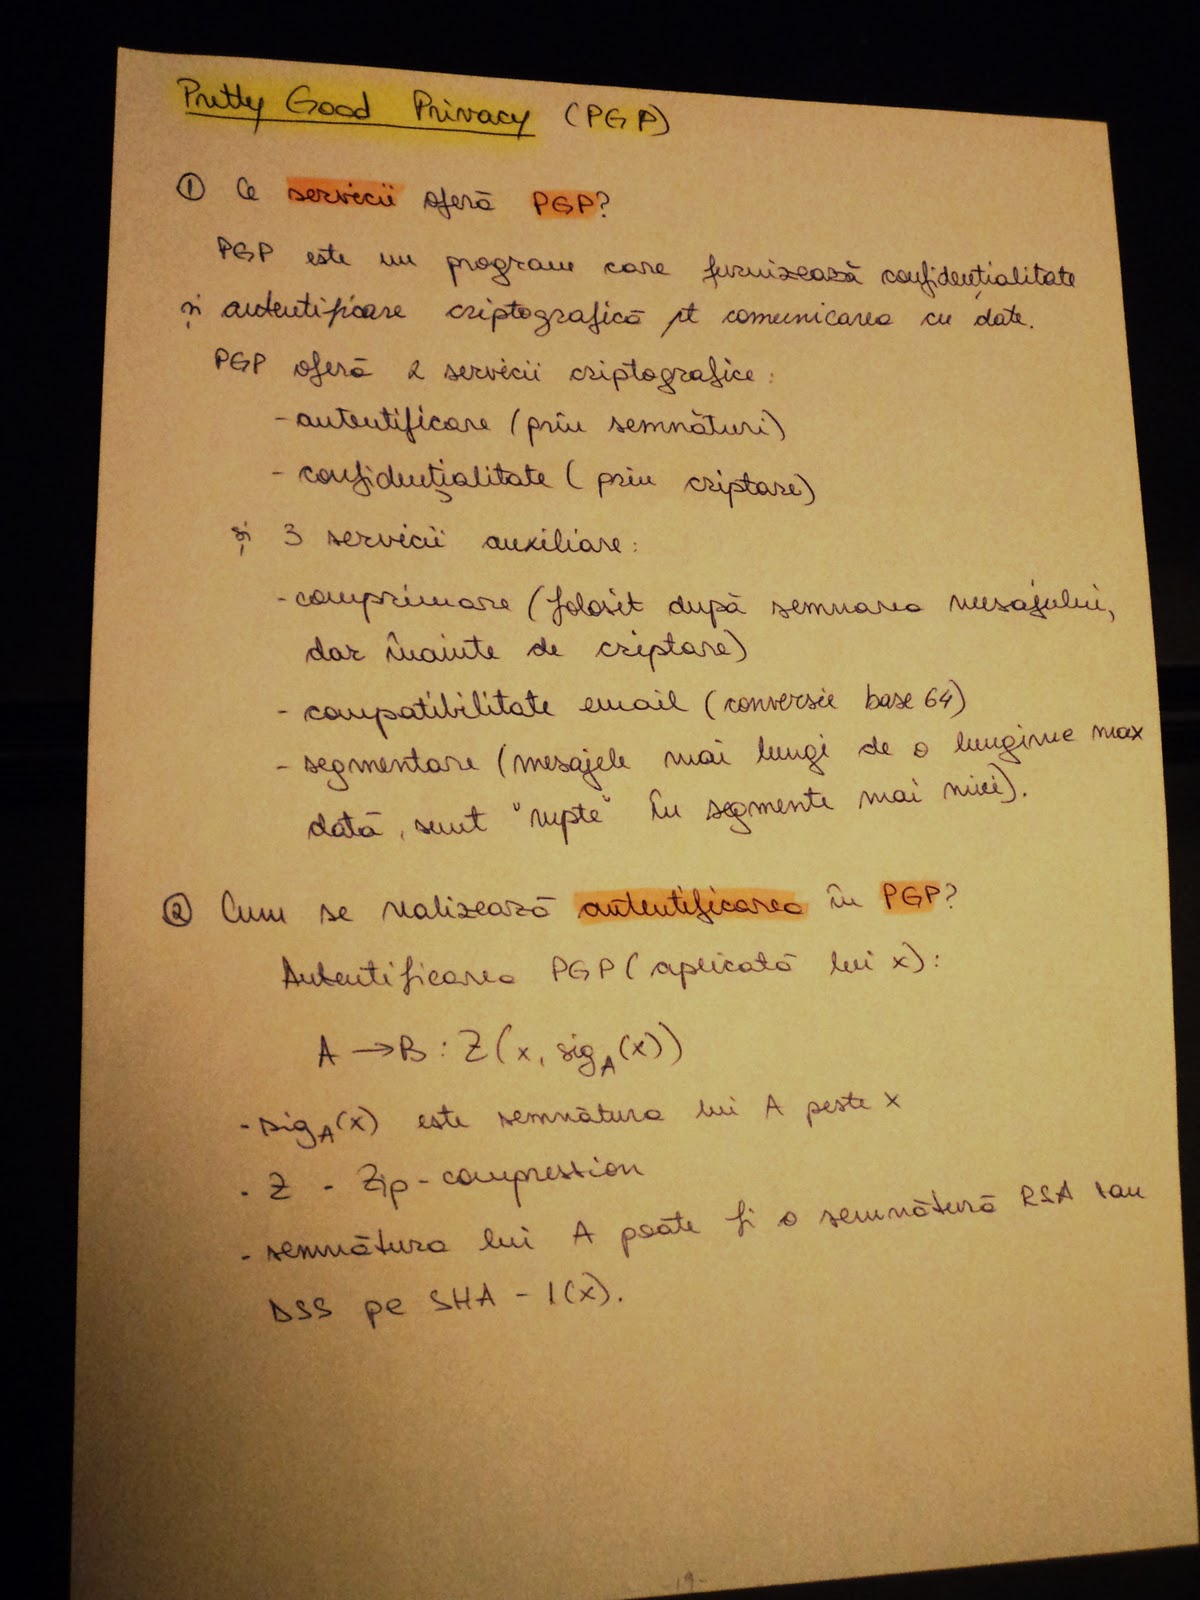 Pretty Good Privacy (PGP)
① Ce servicii oferă PGP?
PGP este un program care furnizează confidențialitate
și autentificare criptografică pt comunicarea cu date.
PGP oferă 2 servicii criptografice:
- autentificare (prin semnături)
- confidențialitate (prin criptare)
și 3 servicii auxiliare:
- comprimare (folosit după semnarea mesajului,
dar înainte de criptare)
- compatibilitate email (conversie base 64)
- segmentare (mesajele mai lungi de o lungime max
dată, sunt "rupte" în segmente mai mici).
② Cum se realizează autentificarea în PGP?
Autentificarea PGP (aplicată lui x):
A → B : Z(x, sig_A(x))
- sig_A(x) este semnătura lui A peste x
- Z - Zip-compression
- semnătura lui A poate fi o semnătură RSA sau
DSS pe SHA - 1(x).
-19-